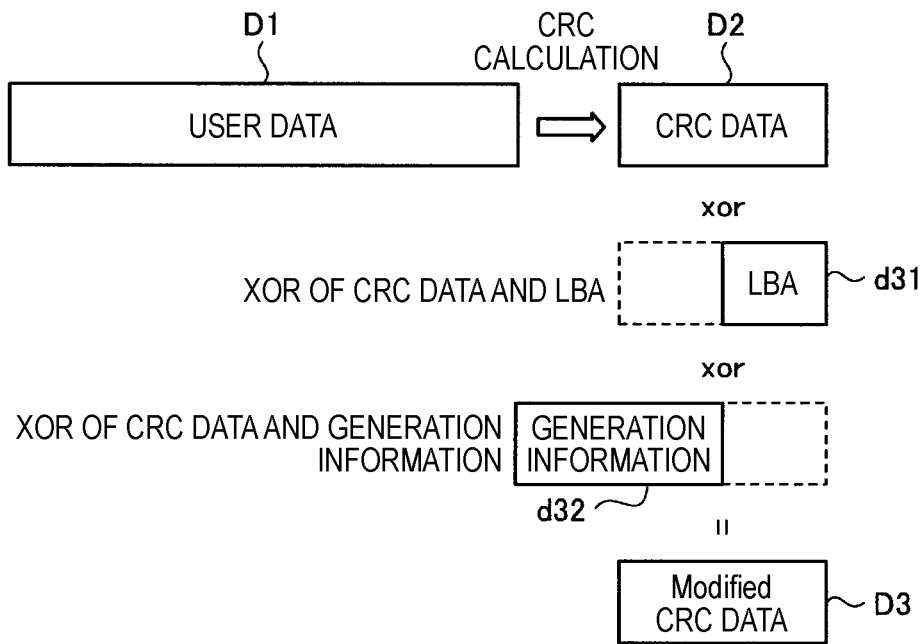 D1
CRC
CALCULATION
D2
USER DATA
CRC DATA
xor
XOR OF CRC DATA AND LBA
LBA
d31
xor
XOR OF CRC DATA AND GENERATION
INFORMATION
GENERATION
INFORMATION
d32
=
Modified
CRC DATA
D3